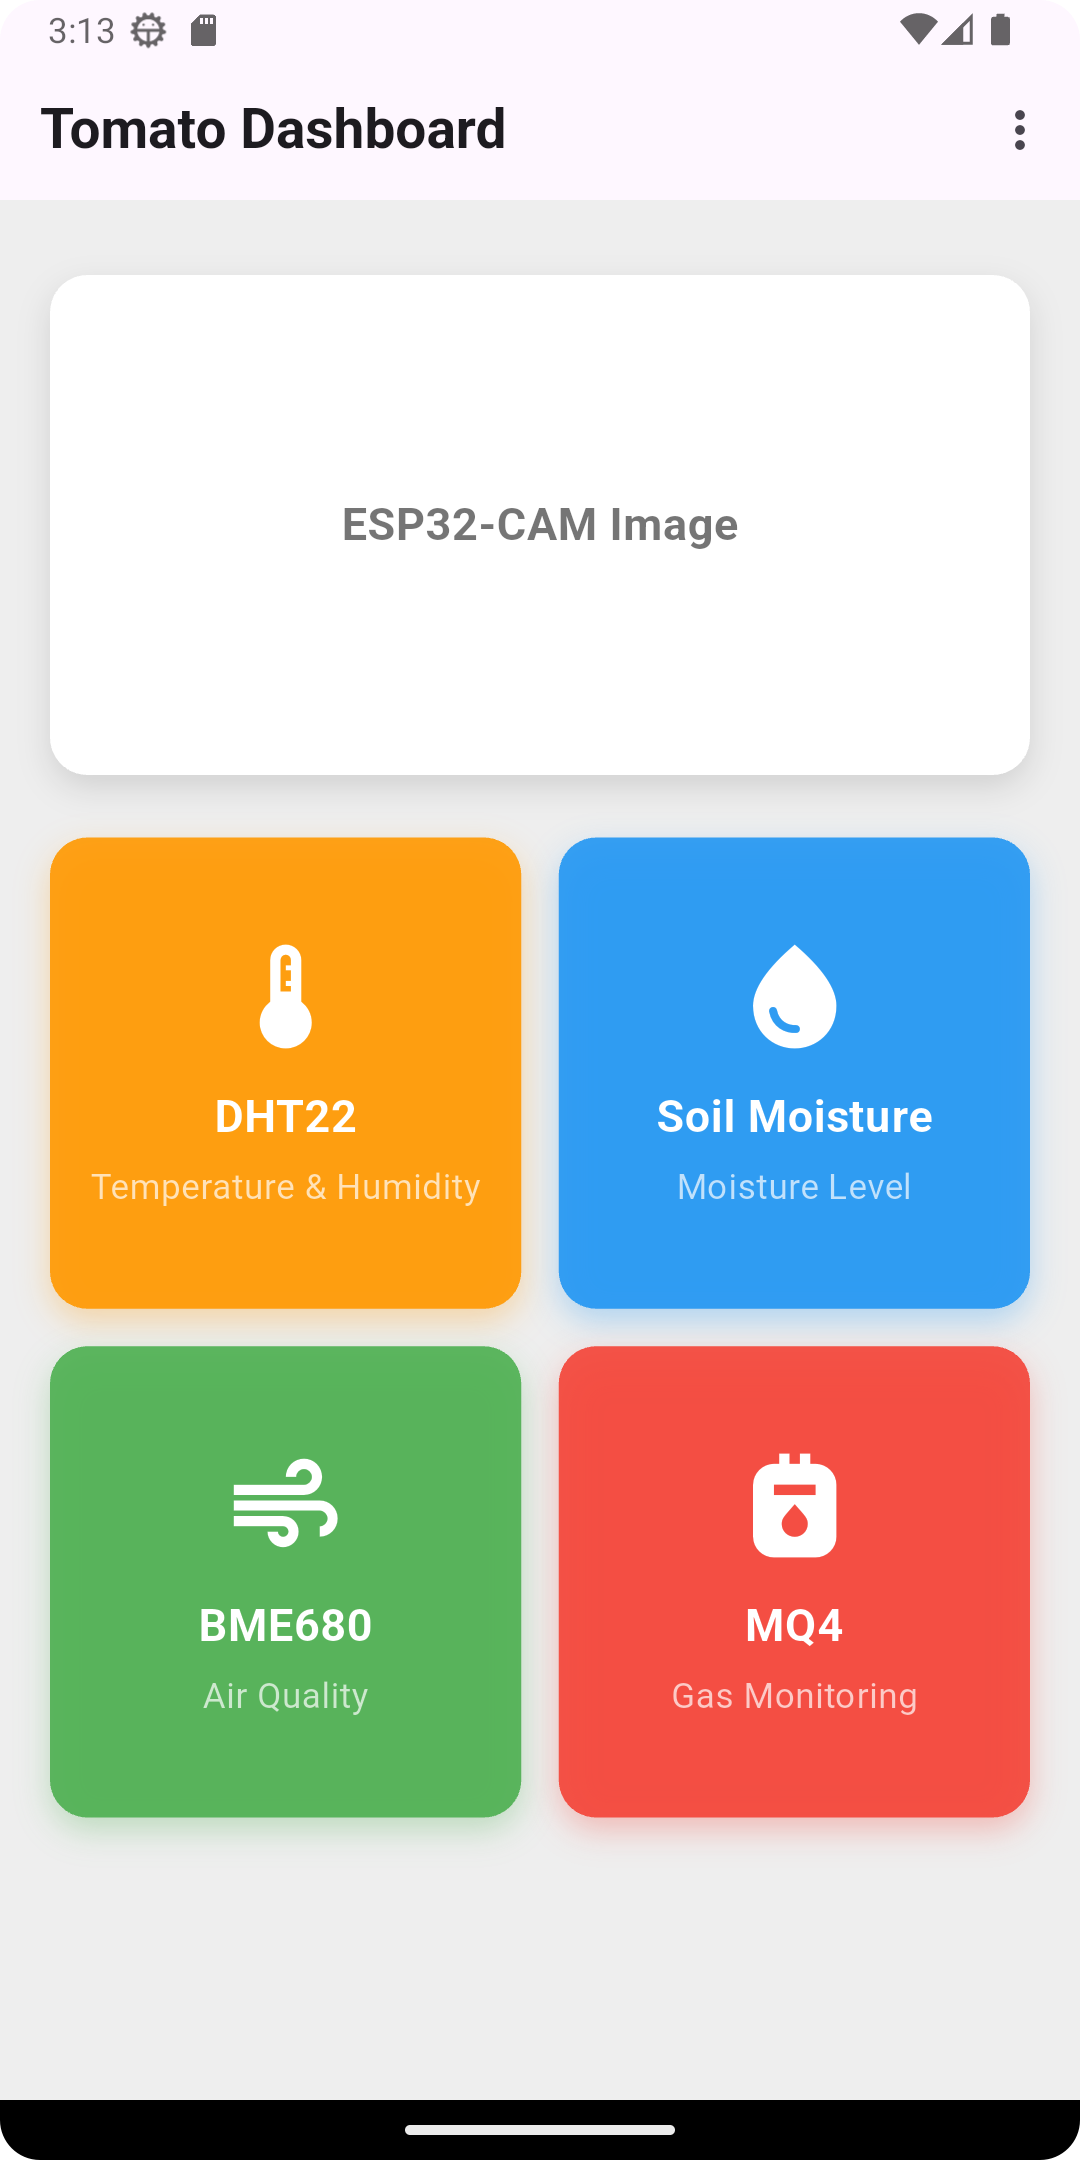 3:13
Tomato Dashboard
ESP32-CAM Image
DHT22
Temperature & Humidity
Soil Moisture
Moisture Level
BME680
Air Quality
MQ4
Gas Monitoring